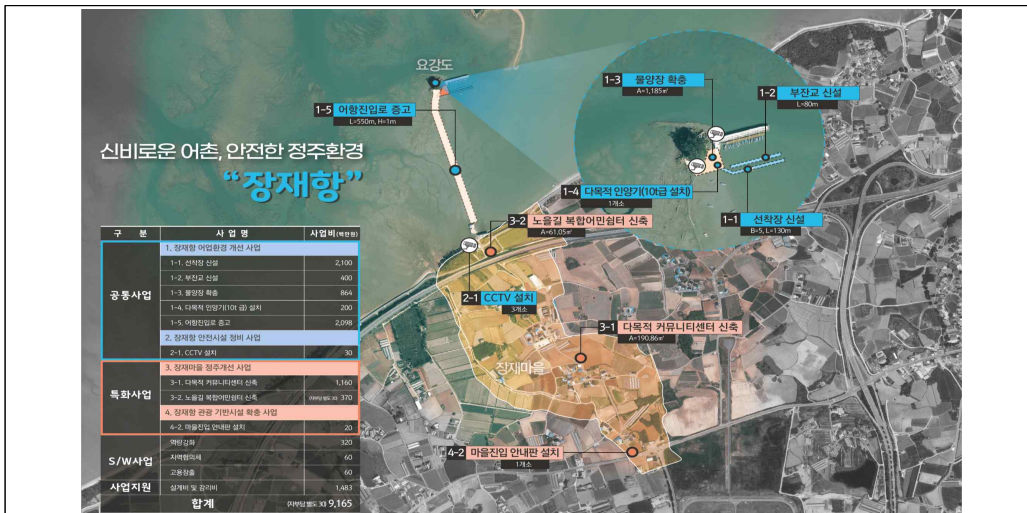 요강도
1-5 어항진입로 증고
L=550m, H=1m
1-3 물양장 확충
A=1,185㎡
1-2 부잔교 신설
L=80m
1-4 다목적 인양기(10t급 설치)
1개소
1-1 선착장 신설
B=5, L=130m
신비로운 어촌, 안전한 정주환경
“장재항”
3-2 노을길 복합어민쉼터 신축
A=61.05㎡
2-1 CCTV 설치
3개소
3-1 다목적 커뮤니티센터 신축
A=190.86㎡
장재마을
4-2 마을진입 안내판 설치
1개소
구 분 사 업 명 사업비(백만원)
공통사업
1. 장재항 어업환경 개선 사업
1-1. 선착장 신설 2,100
1-2. 부잔교 신설 400
1-3. 물양장 확충 864
1-4. 다목적 인양기(10t 급) 설치 200
1-5. 어항진입로 증고 2,098
2. 장재항 안전시설 정비 사업
2-1. CCTV 설치 30
특화사업
3. 장재마을 정주개선 사업
3-1. 다목적 커뮤니티센터 신축 1,160
3-2. 노을길 복합어민쉼터 신축 (자부담 별도 30) 370
4. 장재항 관광 기반시설 확충 사업
4-2. 마을진입 안내판 설치 20
S/W사업
역량강화 320
지역협의체 60
고용창출 60
사업지원 설계비 및 감리비 1,483
합계 (자부담 별도 30) 9,165